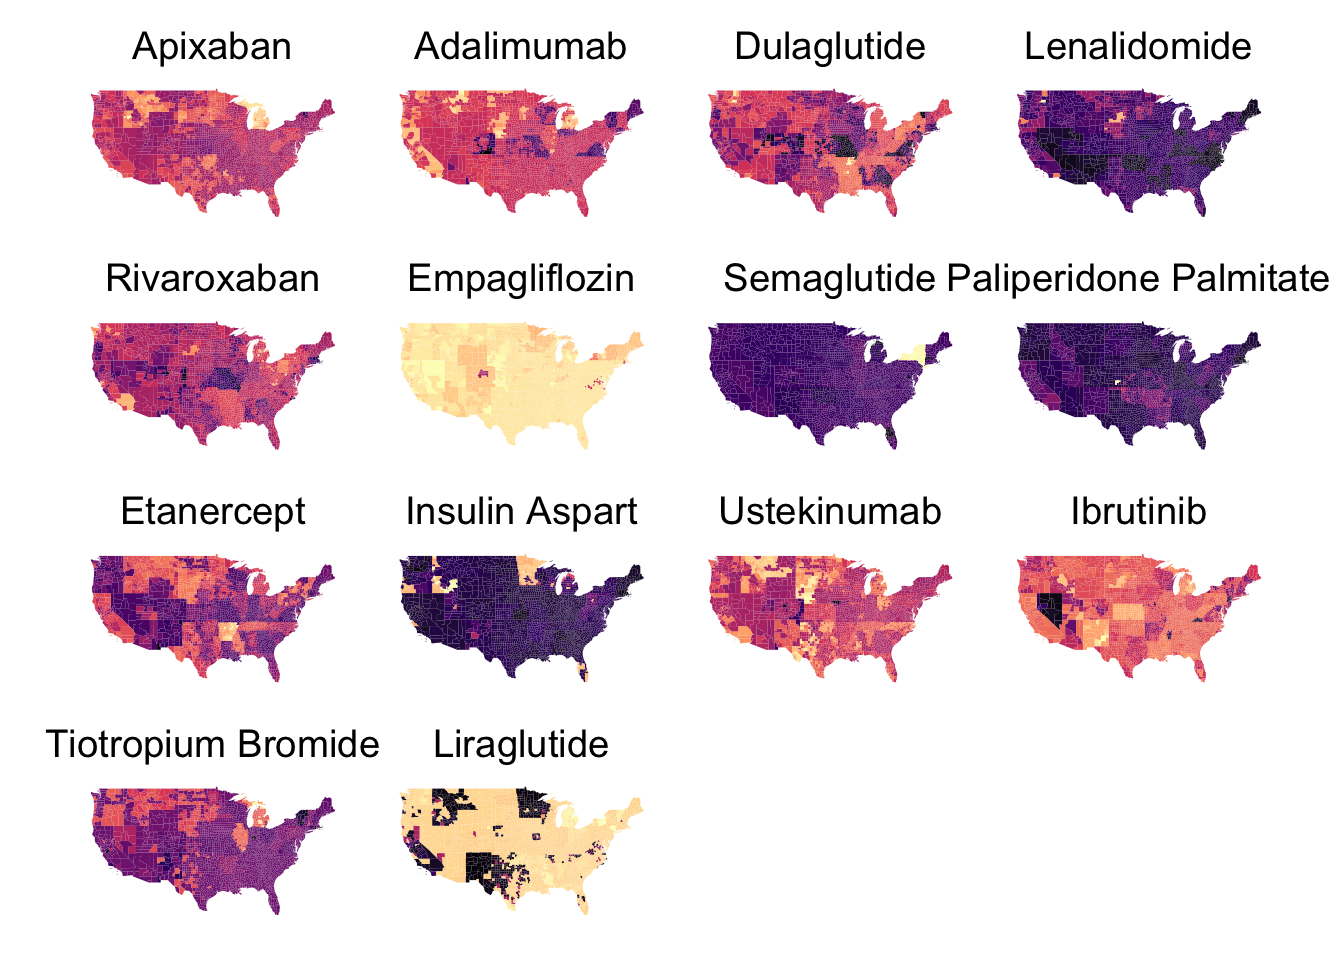 Apixaban
Adalimumab
Dulaglutide
Lenalidomide
Rivaroxaban
Empagliflozin
Semaglutide
Paliperidone Palmitate
Etanercept
Insulin Aspart
Ustekinumab
Ibrutinib
Tiotropium Bromide
Liraglutide